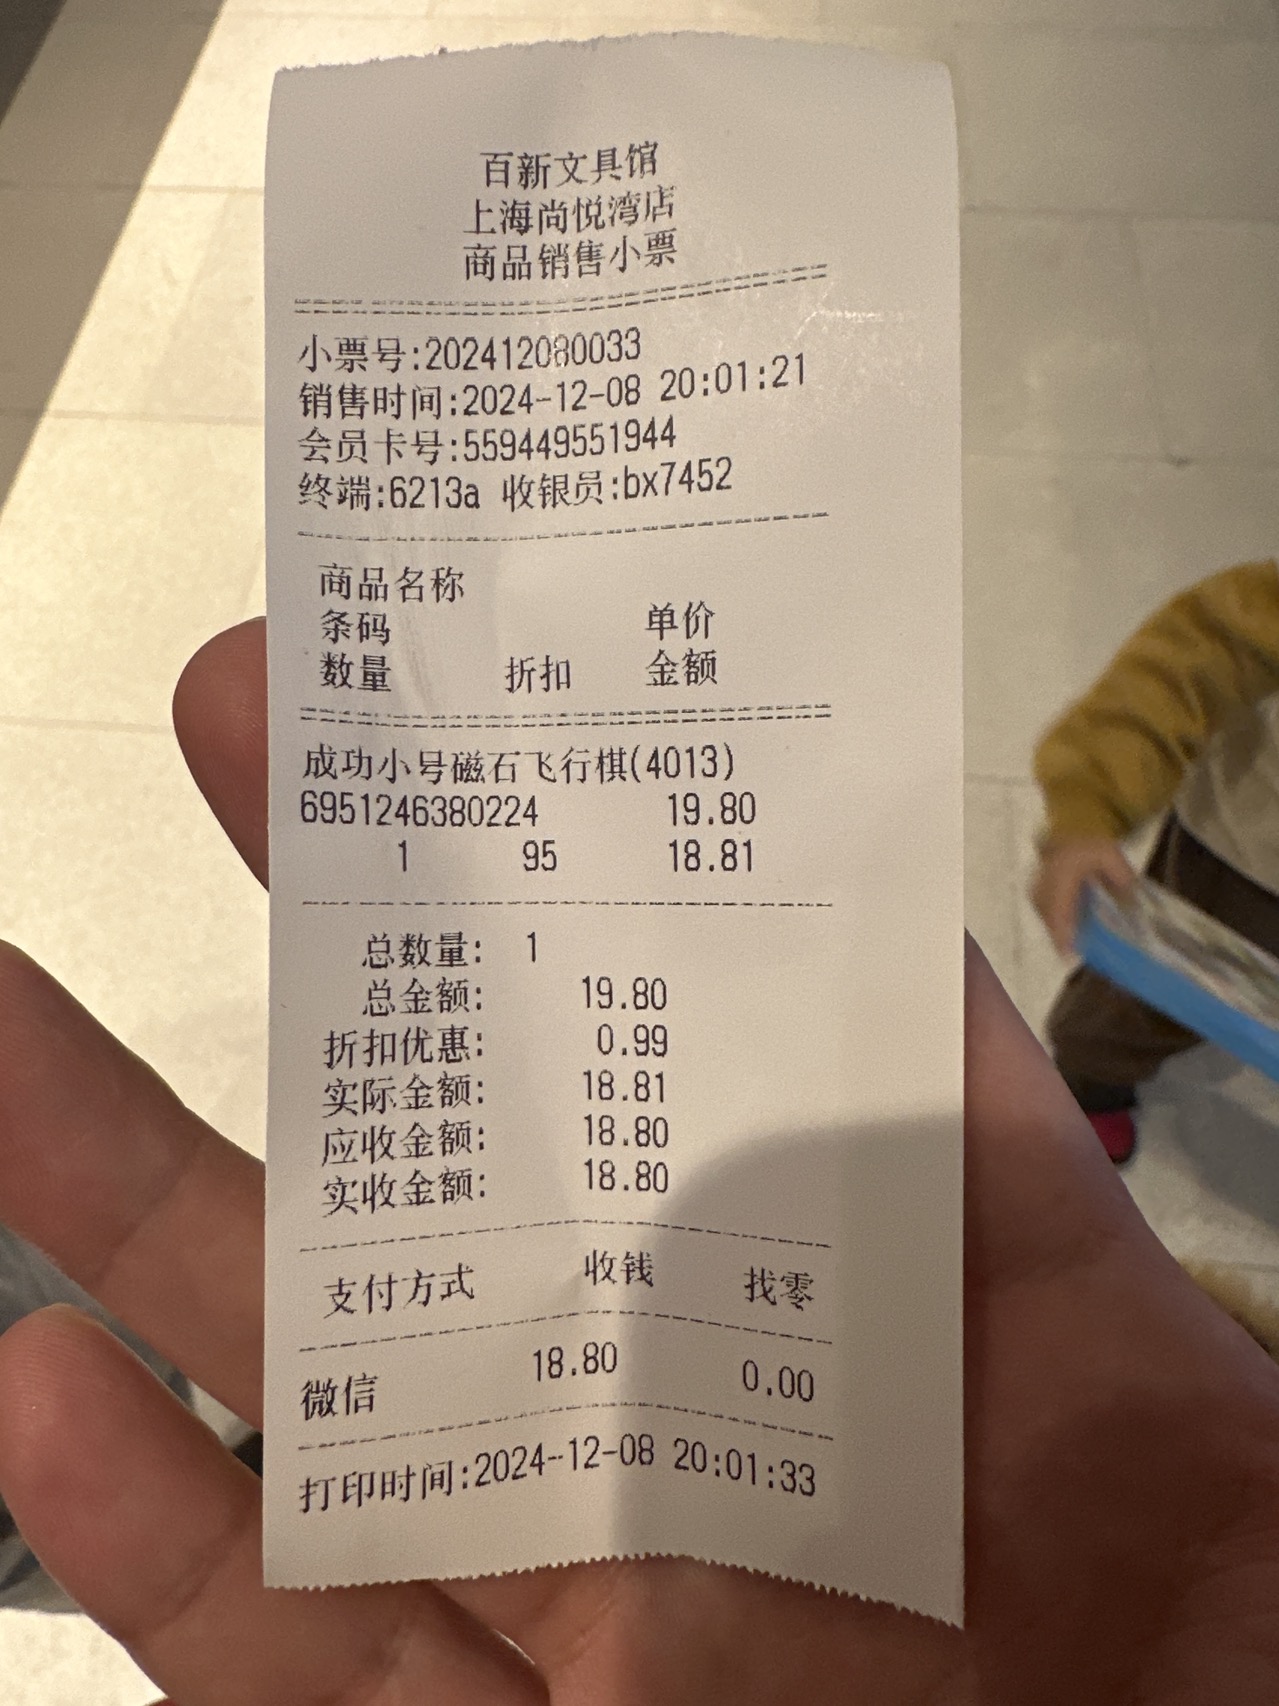 百新文具馆
上海尚悦湾店
商品销售小票
小票号:202412080033
销售时间:2024-12-08 20:01:21
会员卡号:559449551944
终端:6213a 收银员:bx7452
商品名称
条码 单价
数量 折扣 金额
成功小号磁石飞行棋(4013)
6951246380224 19.80
1 95 18.81
总数量: 1
总金额: 19.80
折扣优惠: 0.99
实际金额: 18.81
应收金额: 18.80
实收金额: 18.80
支付方式 收钱 找零
微信 18.80 0.00
打印时间:2024-12-08 20:01:33